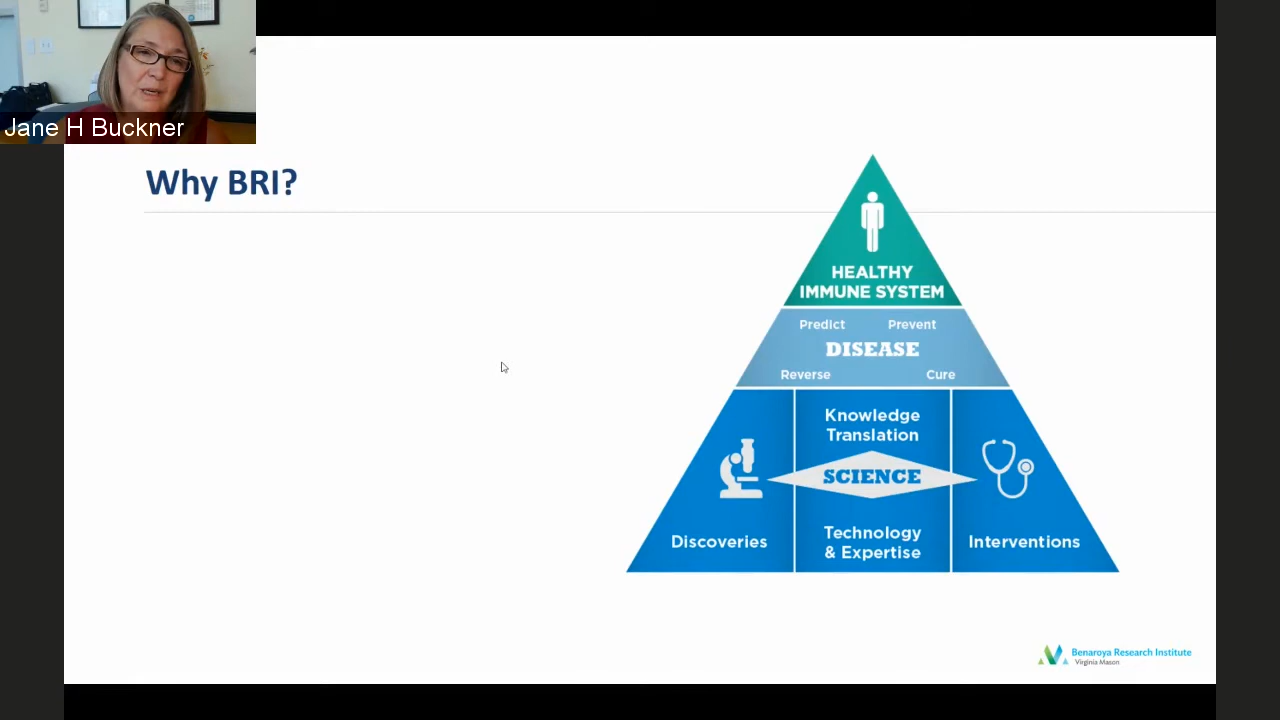 Jane H Buckner
Why BRI?
HEALTHY
IMMUNE SYSTEM
Predict Prevent
DISEASE
Reverse Cure
Knowledge
Translation
SCIENCE
Discoveries
Technology
& Expertise
Interventions
Benaroya Research Institute
Virginia Mason